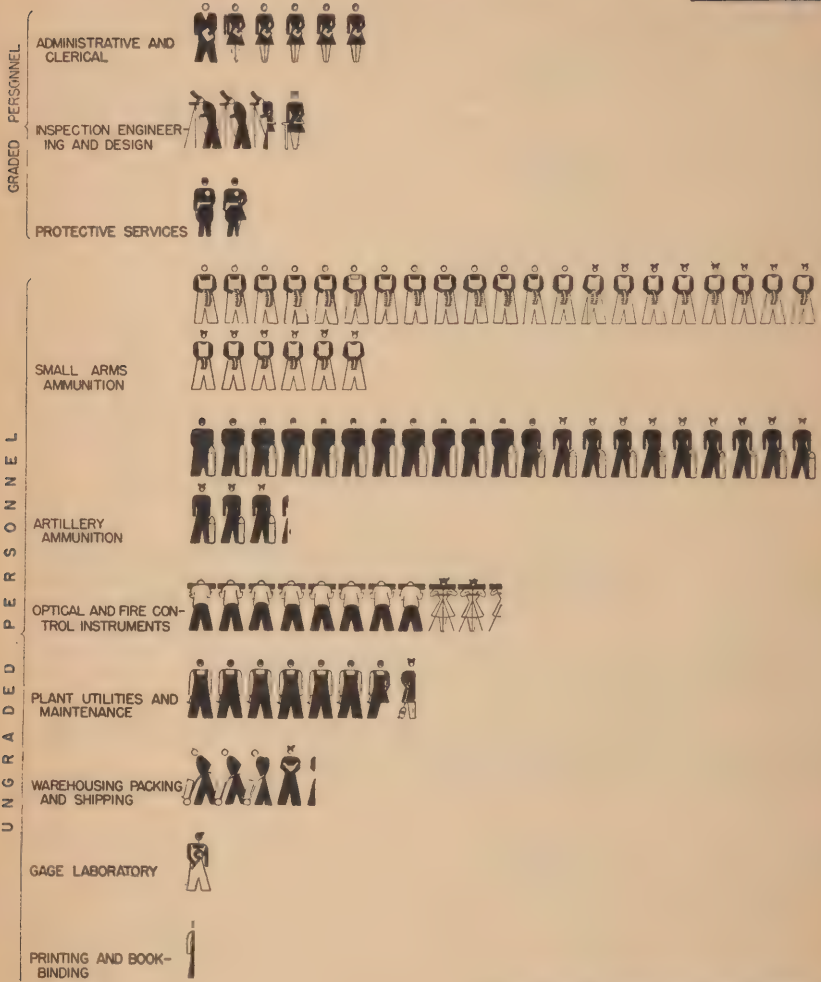 GRADED PERSONNEL
ADMINISTRATIVE AND
CLERICAL
INSPECTION ENGINEER-
ING AND DESIGN
PROTECTIVE SERVICES
UNGRADED PERSONNEL
SMALL ARMS
AMMUNITION
ARTILLERY
AMMUNITION
OPTICAL AND FIRE CON-
TROL INSTRUMENTS
PLANT UTILITIES AND
MAINTENANCE
WAREHOUSING PACKING
AND SHIPPING
GAGE LABORATORY
PRINTING AND BOOK-
BINDING